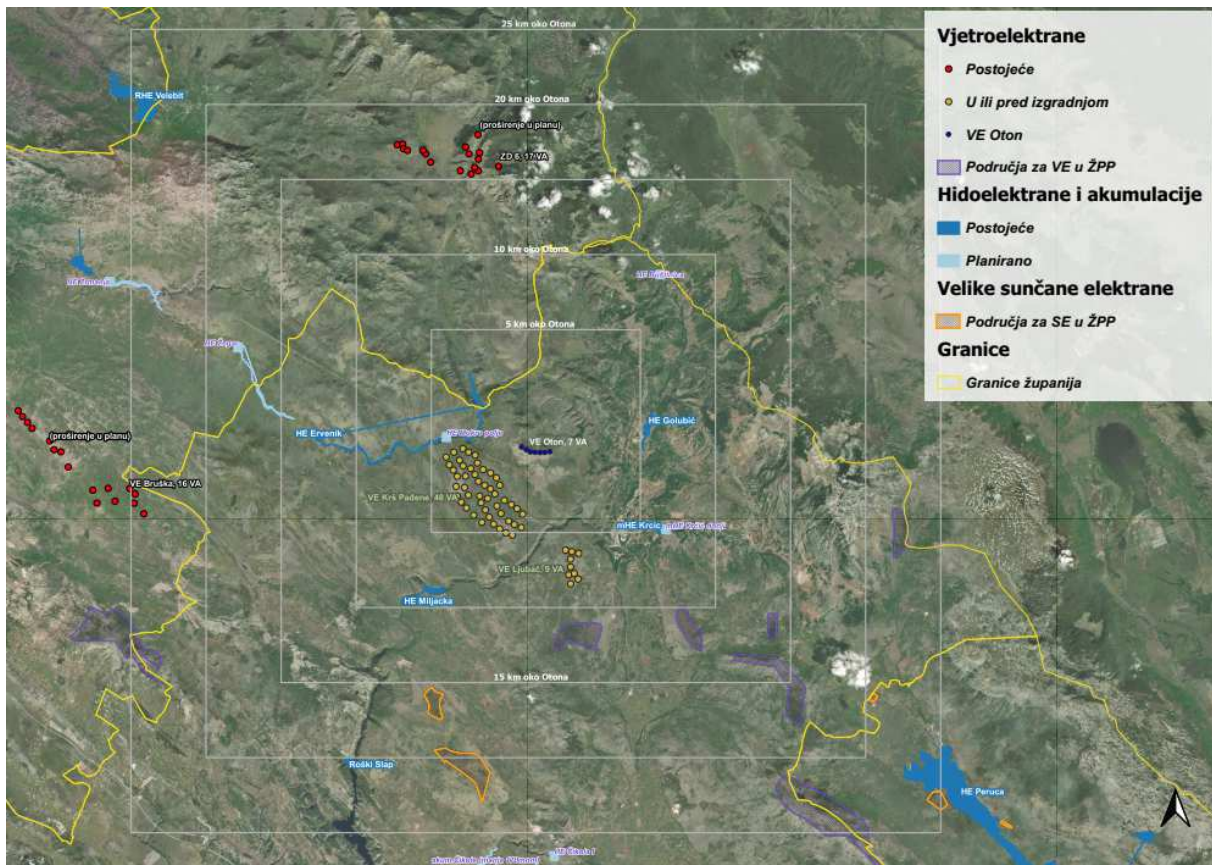 25 km oko Otona
20 km oko Otona
10 km oko Otona
5 km oko Otona
15 km oko Otona
RHE Velebit
(proširenje u planu)
ZD 6, 17 VA
HE Ervenik
VE Oton, 7 VA
HE Golubić
(proširenje u planu)
VE Bruška, 16 VA
VE Krš Pađene, 48 VA
mHE Krcic
VE Ljubač, 9 VA
HE Miljacka
Roški Slap
HE Peruca
Vjetroelektrane
Postojeće
U ili pred izgradnjom
VE Oton
Područja za VE u ŽPP
Hidoelektrane i akumulacije
Postojeće
Planirano
Velike sunčane elektrane
Područja za SE u ŽPP
Granice
Granice županija